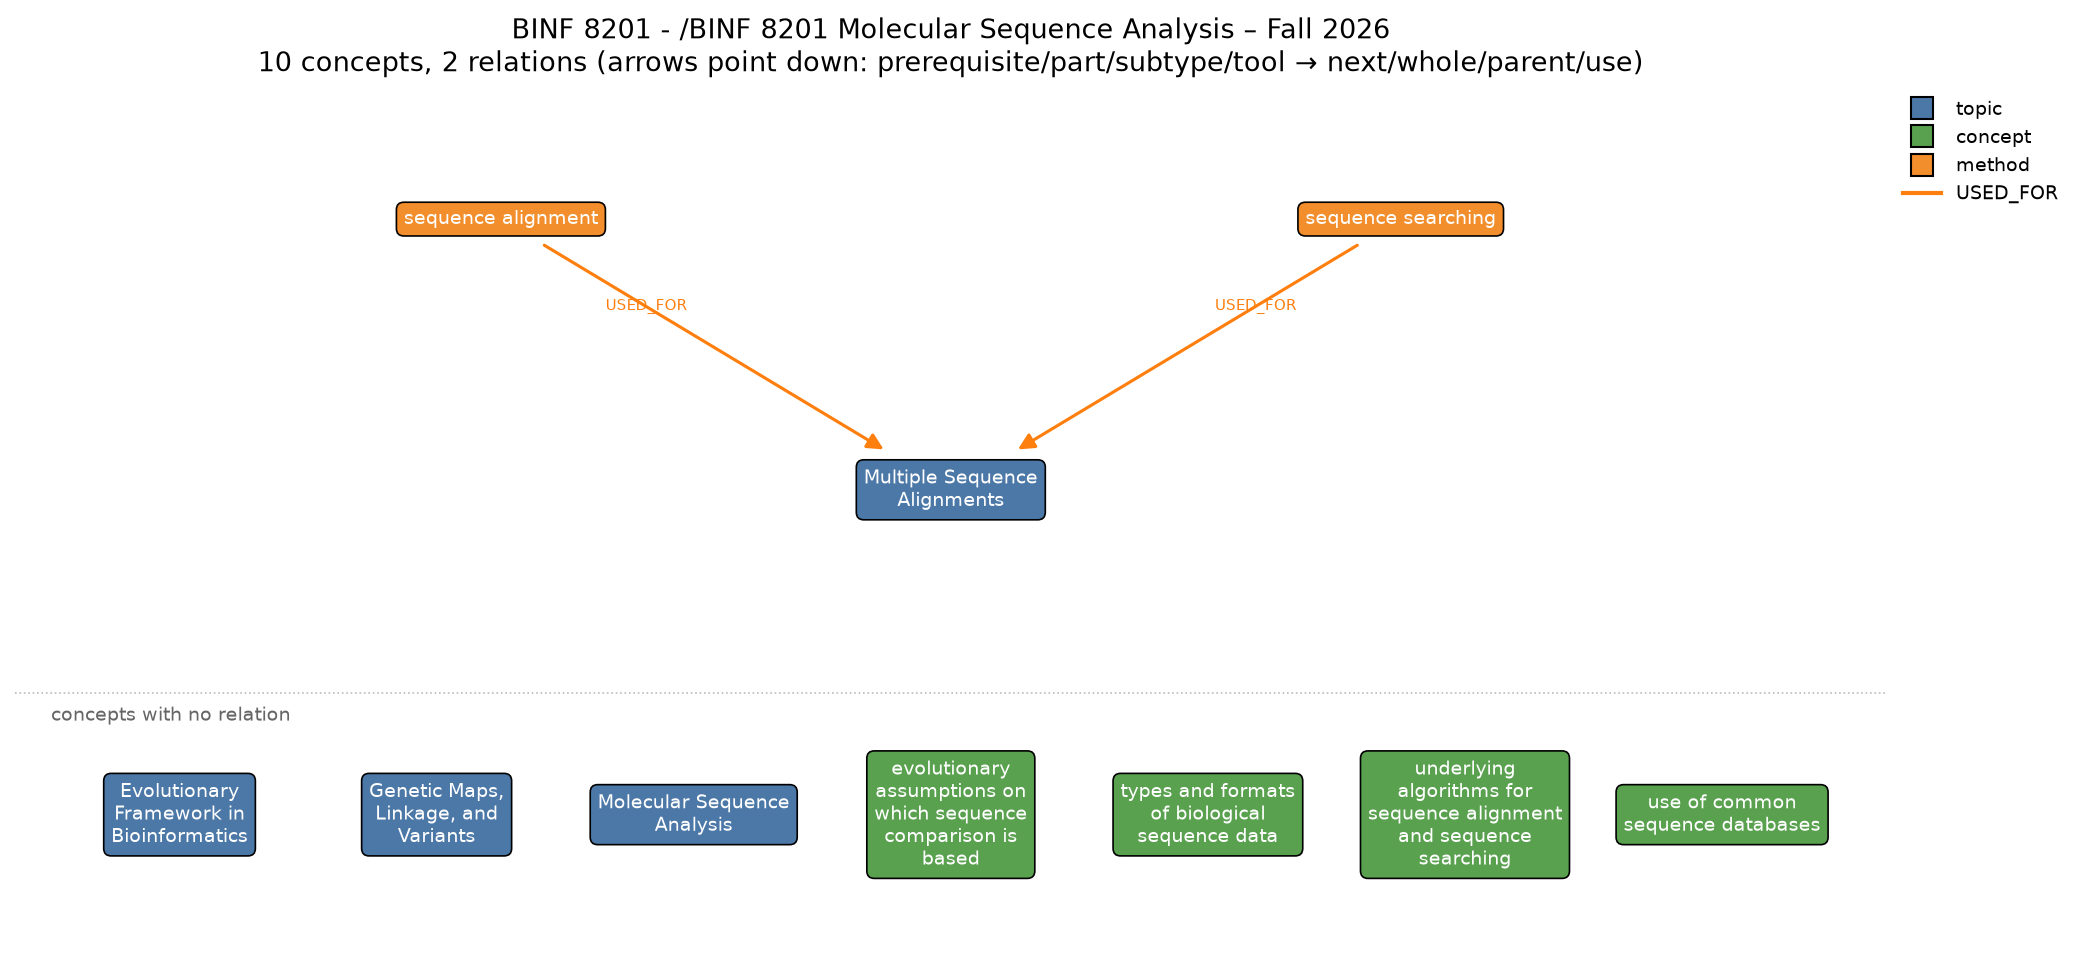 BINF 8201 - /BINF 8201 Molecular Sequence Analysis – Fall 2026
10 concepts, 2 relations (arrows point down: prerequisite/part/subtype/tool → next/whole/parent/use)
topic
concept
method
USED_FOR
sequence alignment
sequence searching
USED_FOR
USED_FOR
Multiple Sequence
Alignments
concepts with no relation
Evolutionary
Framework in
Bioinformatics
Genetic Maps,
Linkage, and
Variants
Molecular Sequence
Analysis
evolutionary
assumptions on
which sequence
comparison is
based
types and formats
of biological
sequence data
underlying
algorithms for
sequence alignment
and sequence
searching
use of common
sequence databases